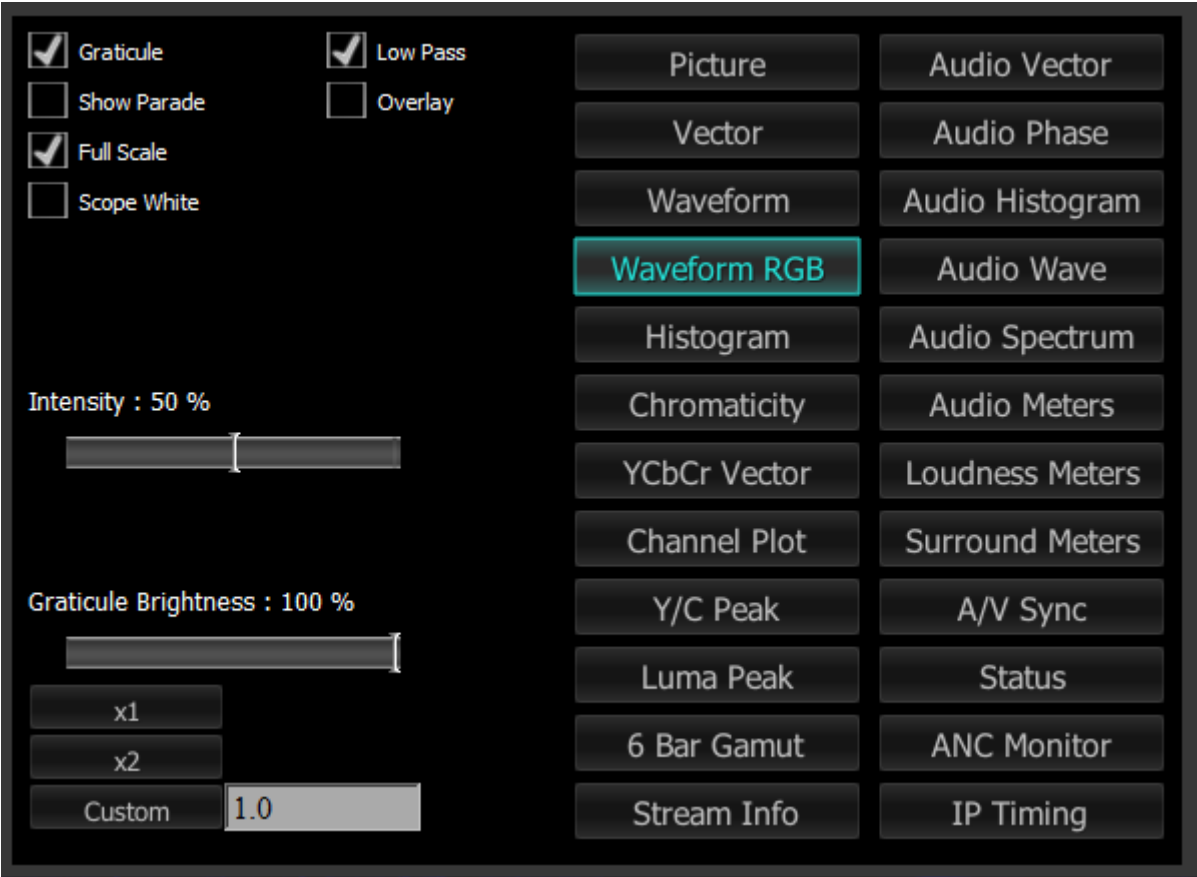 Graticule
Low Pass
Show Parade
Overlay
Full Scale
Scope White
Intensity : 50 %
Graticule Brightness : 100 %
x1
x2
Custom
1.0
Picture
Audio Vector
Vector
Audio Phase
Waveform
Audio Histogram
Waveform RGB
Audio Wave
Histogram
Audio Spectrum
Chromaticity
Audio Meters
YCbCr Vector
Loudness Meters
Channel Plot
Surround Meters
Y/C Peak
A/V Sync
Luma Peak
Status
6 Bar Gamut
ANC Monitor
Stream Info
IP Timing